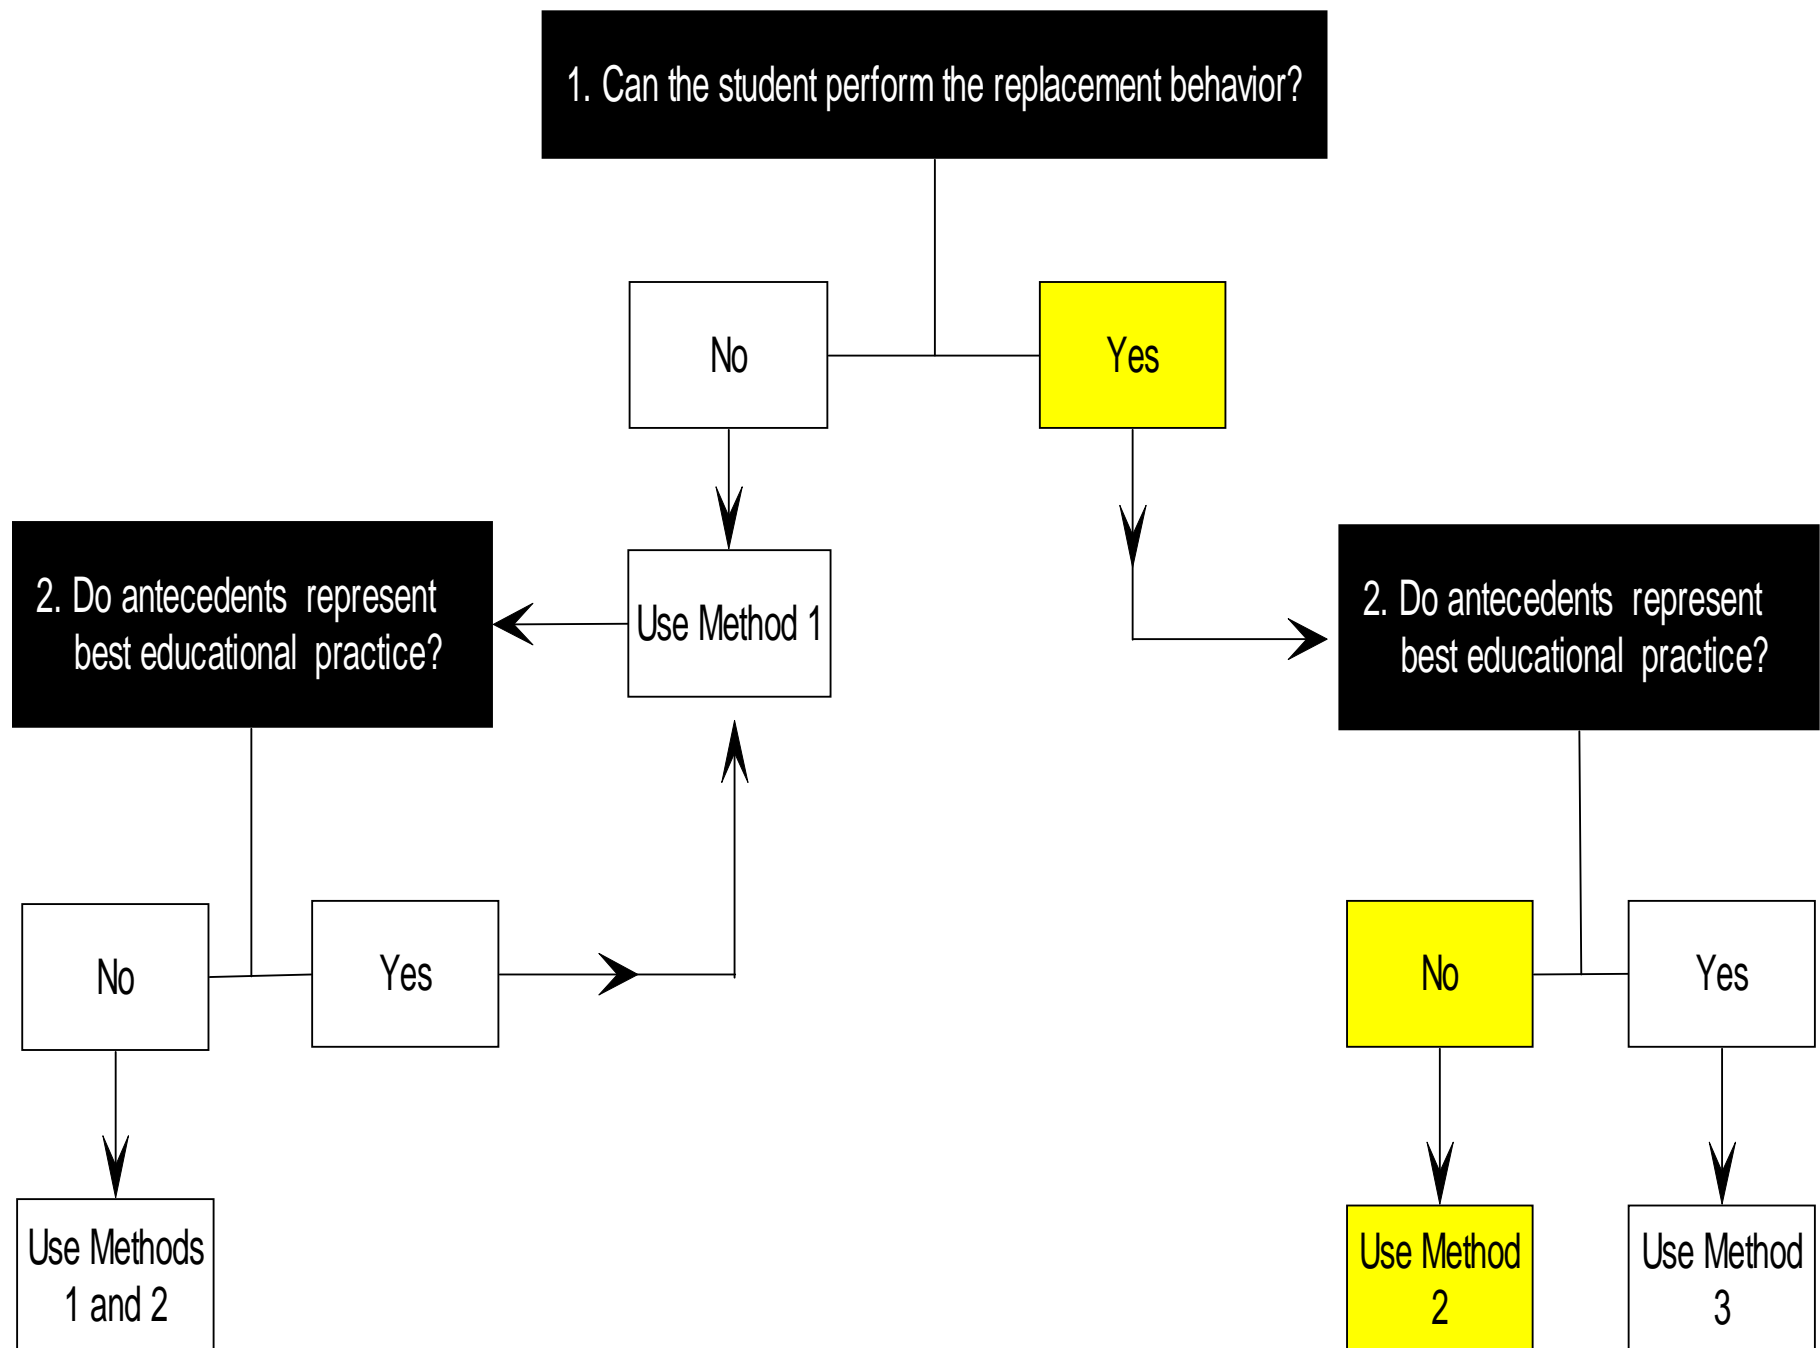 1. Can the student perform the replacement behavior?
No
Yes
Use Method 1
2. Do antecedents represent
best educational practice?
2. Do antecedents represent
best educational practice?
No
Yes
No
Yes
Use Methods
1 and 2
Use Method
2
Use Method
3